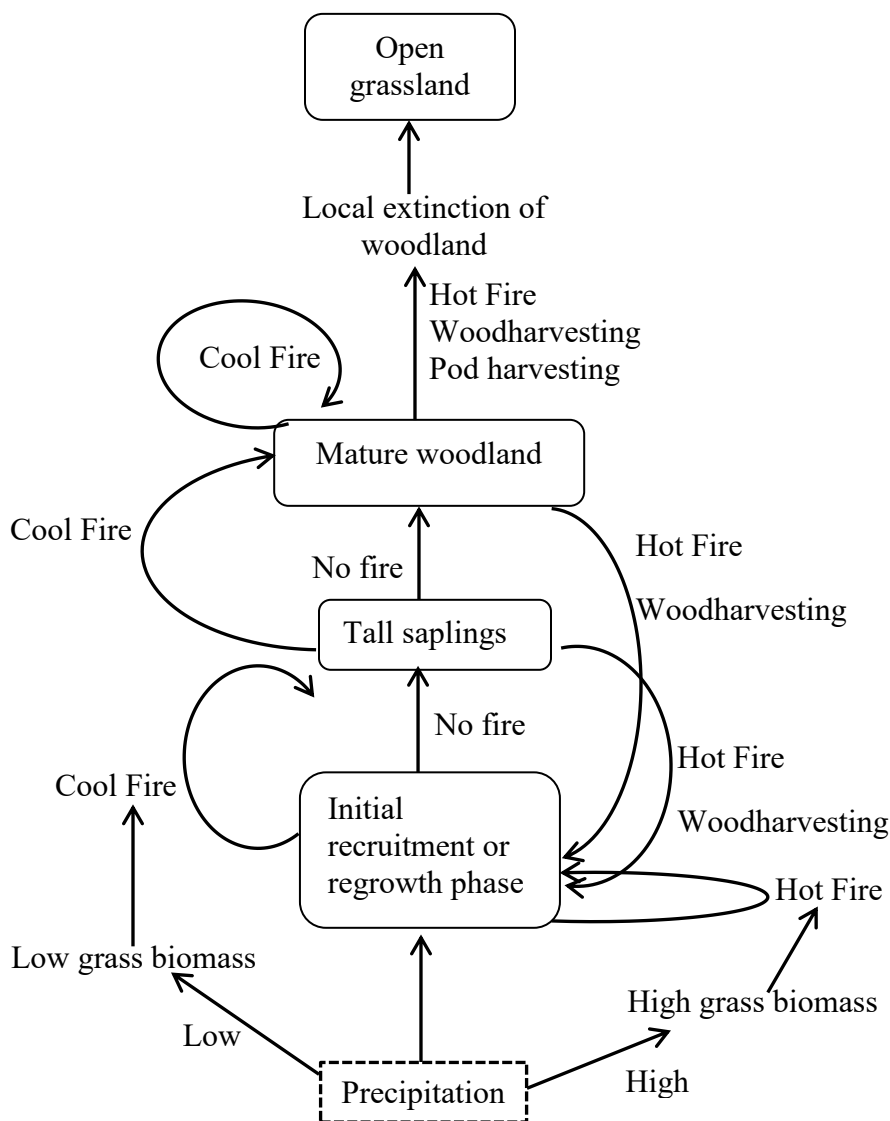 Open
grassland
Local extinction of
woodland
Hot Fire
Woodharvesting
Pod harvesting
Cool Fire
Mature woodland
Cool Fire
Hot Fire
No fire
Woodharvesting
Tall saplings
No fire
Hot Fire
Cool Fire
Initial
recruitment or
regrowth phase
Woodharvesting
Hot Fire
Low grass biomass
High grass biomass
Low
High
Precipitation